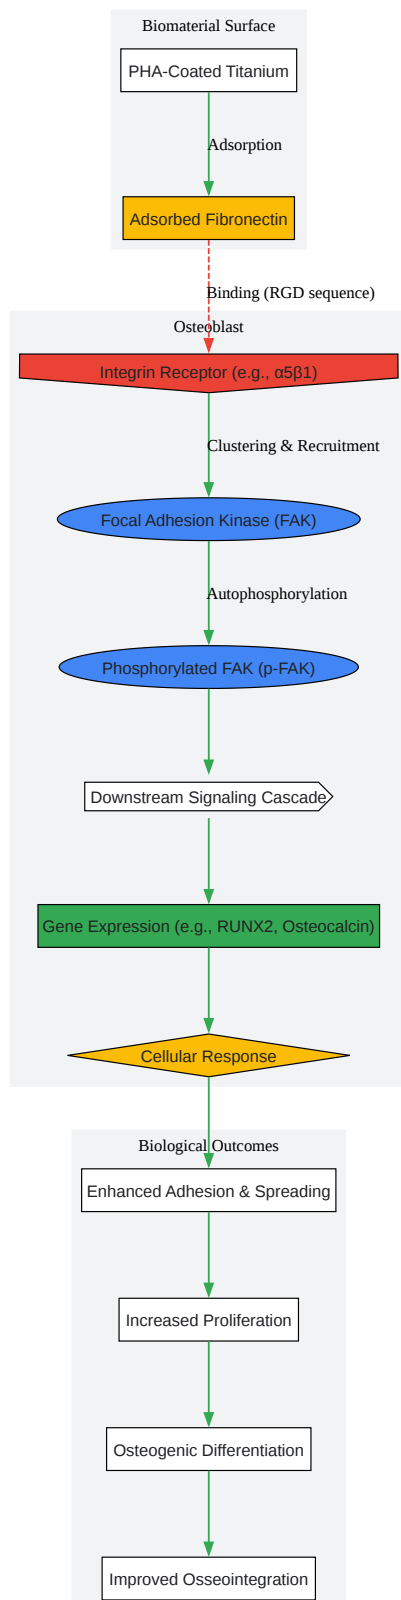 Biomaterial Surface
PHA-Coated Titanium
Adsorption
Adsorbed Fibronectin
Binding (RGD sequence)
Osteoblast
Integrin Receptor (e.g., α5β1)
Clustering & Recruitment
Focal Adhesion Kinase (FAK)
Autophosphorylation
Phosphorylated FAK (p-FAK)
Downstream Signaling Cascade
Gene Expression (e.g., RUNX2, Osteocalcin)
Cellular Response
Biological Outcomes
Enhanced Adhesion & Spreading
Increased Proliferation
Osteogenic Differentiation
Improved Osseointegration